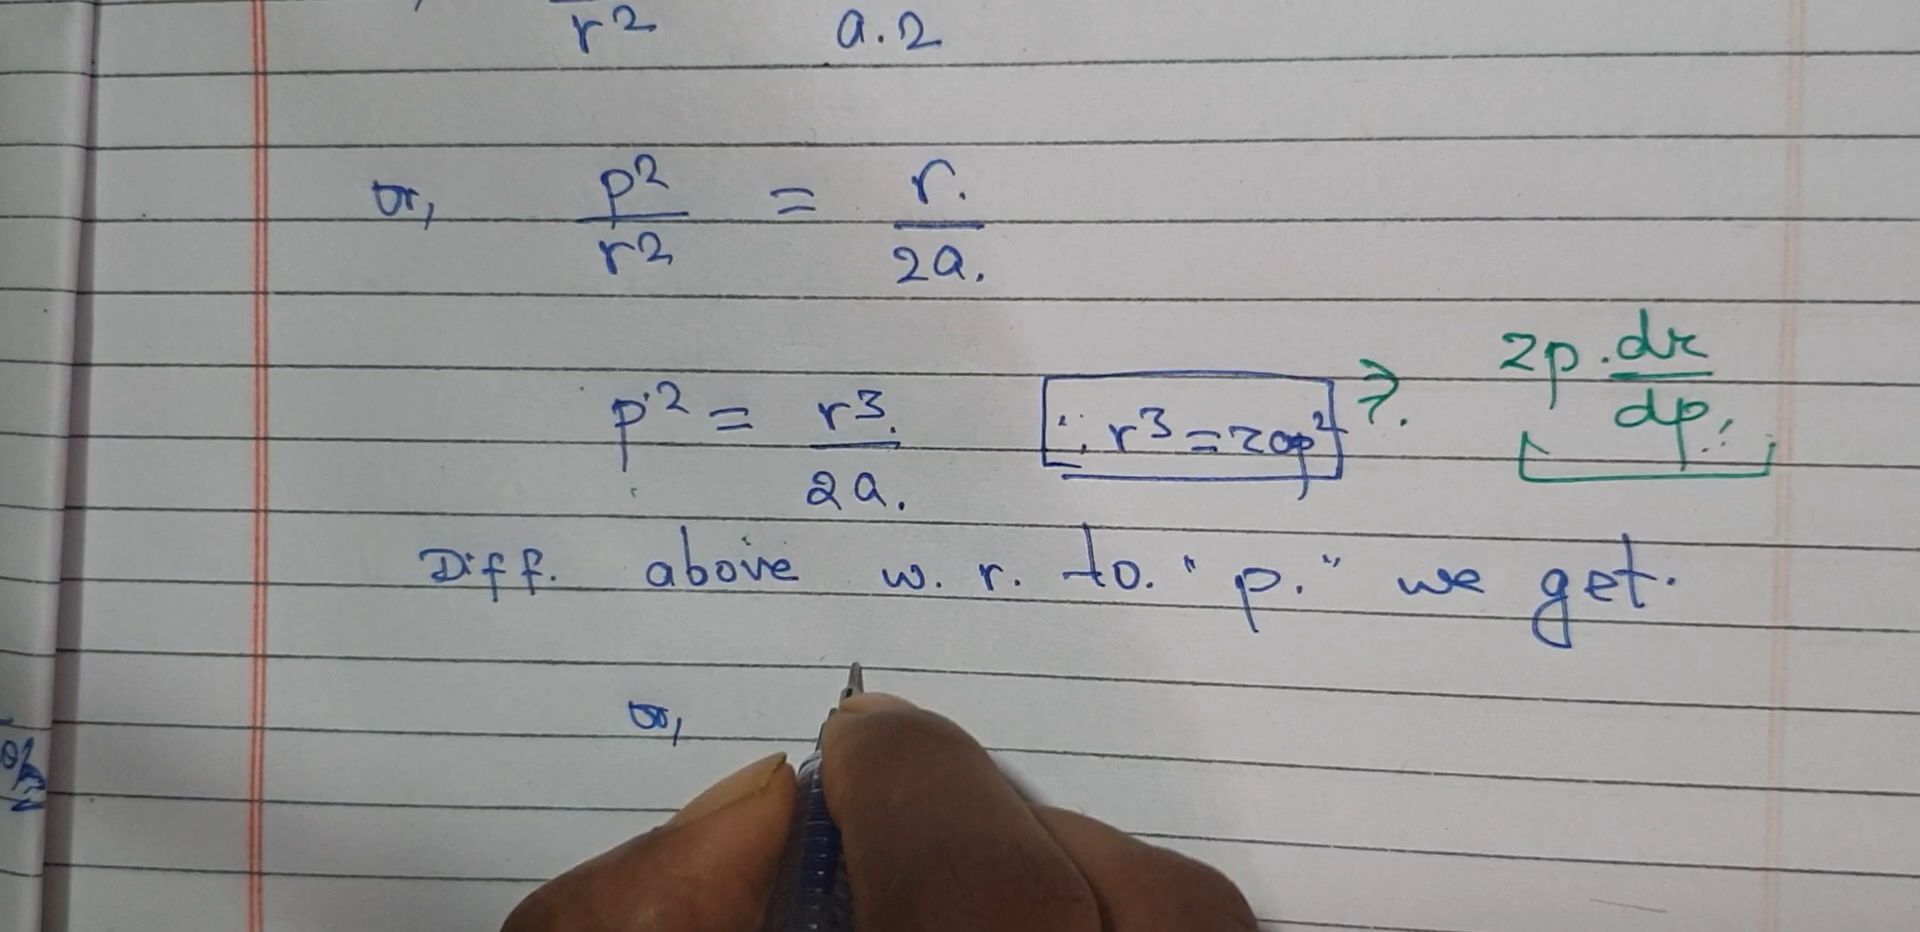 r2 a.2
or, p2 = r.
r2 2a.
2p.dr
p2 = r3. ∴ r3=2ap2 ?. dp.
2a.
Diff. above w. r. to. "p." we get.
or,